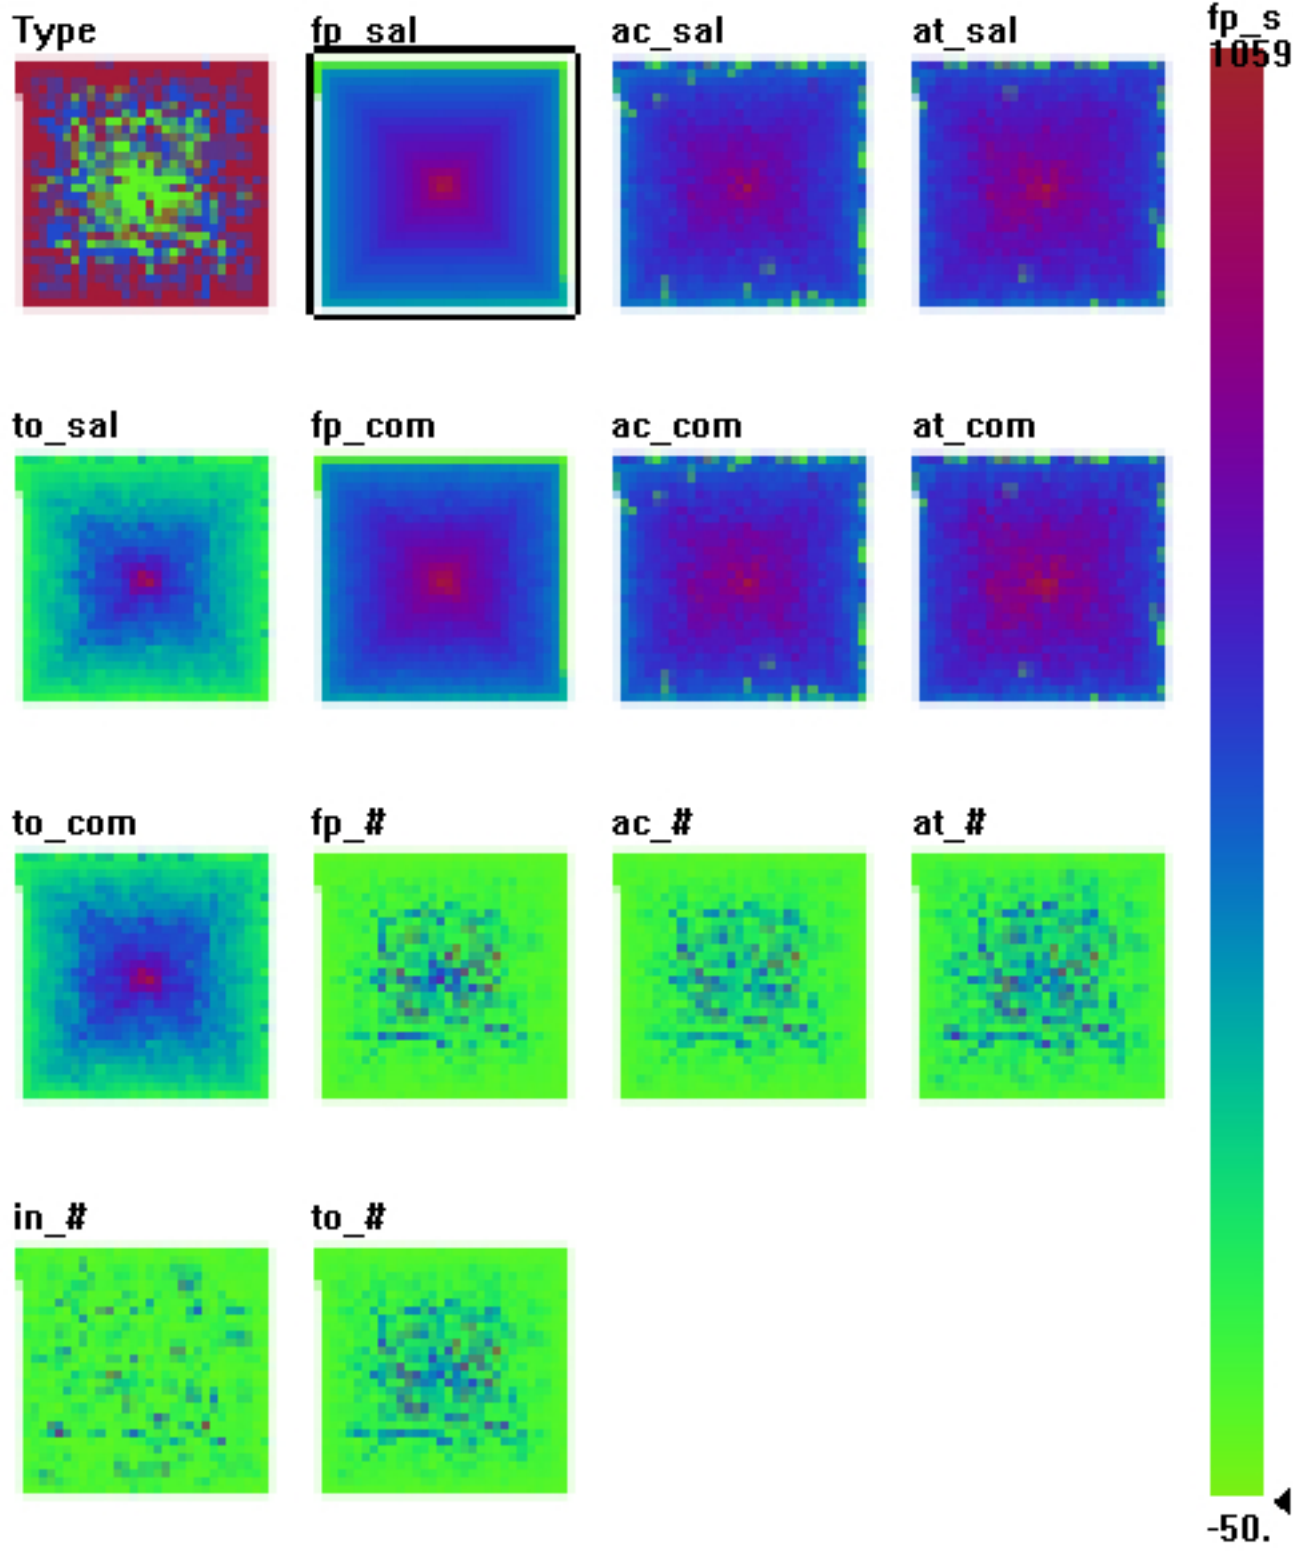 Type fp_sal ac_sal at_sal fp_s
1059
to_sal fp_com ac_com at_com
to_com fp_# ac_# at_#
in_# to_#
-50.